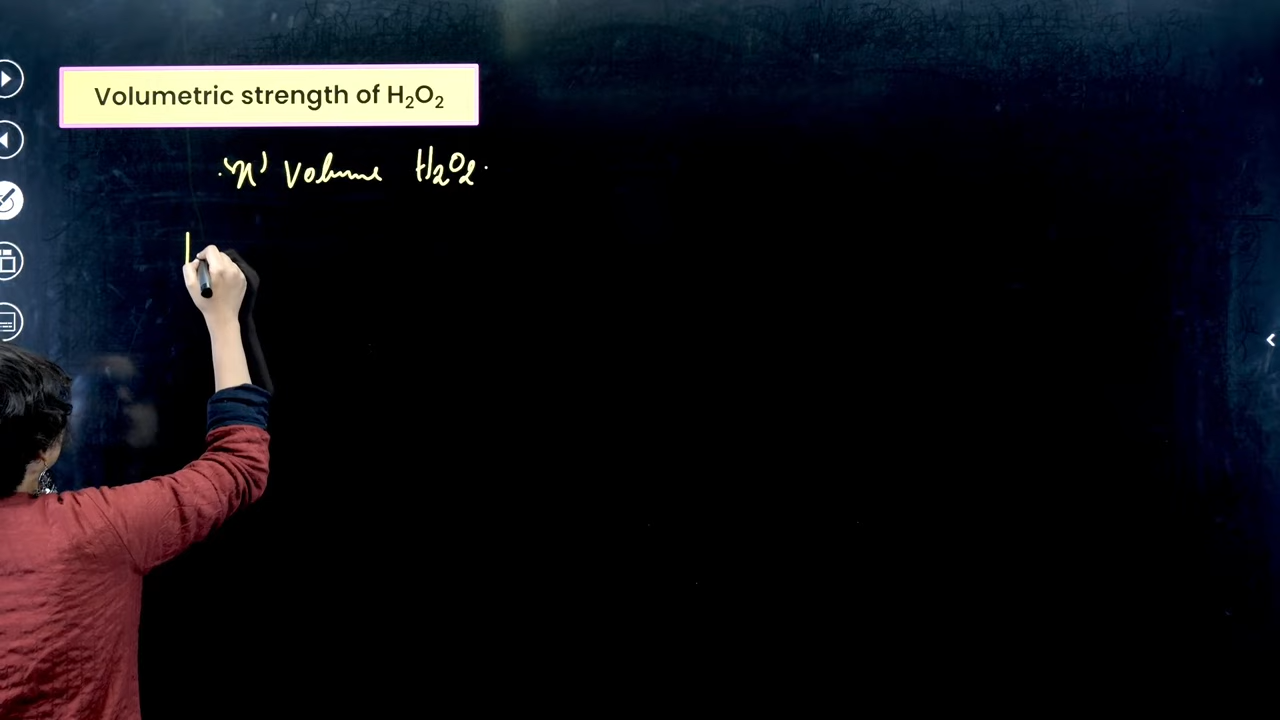 Volumetric strength of H₂O₂
'n' Volume H₂O₂.